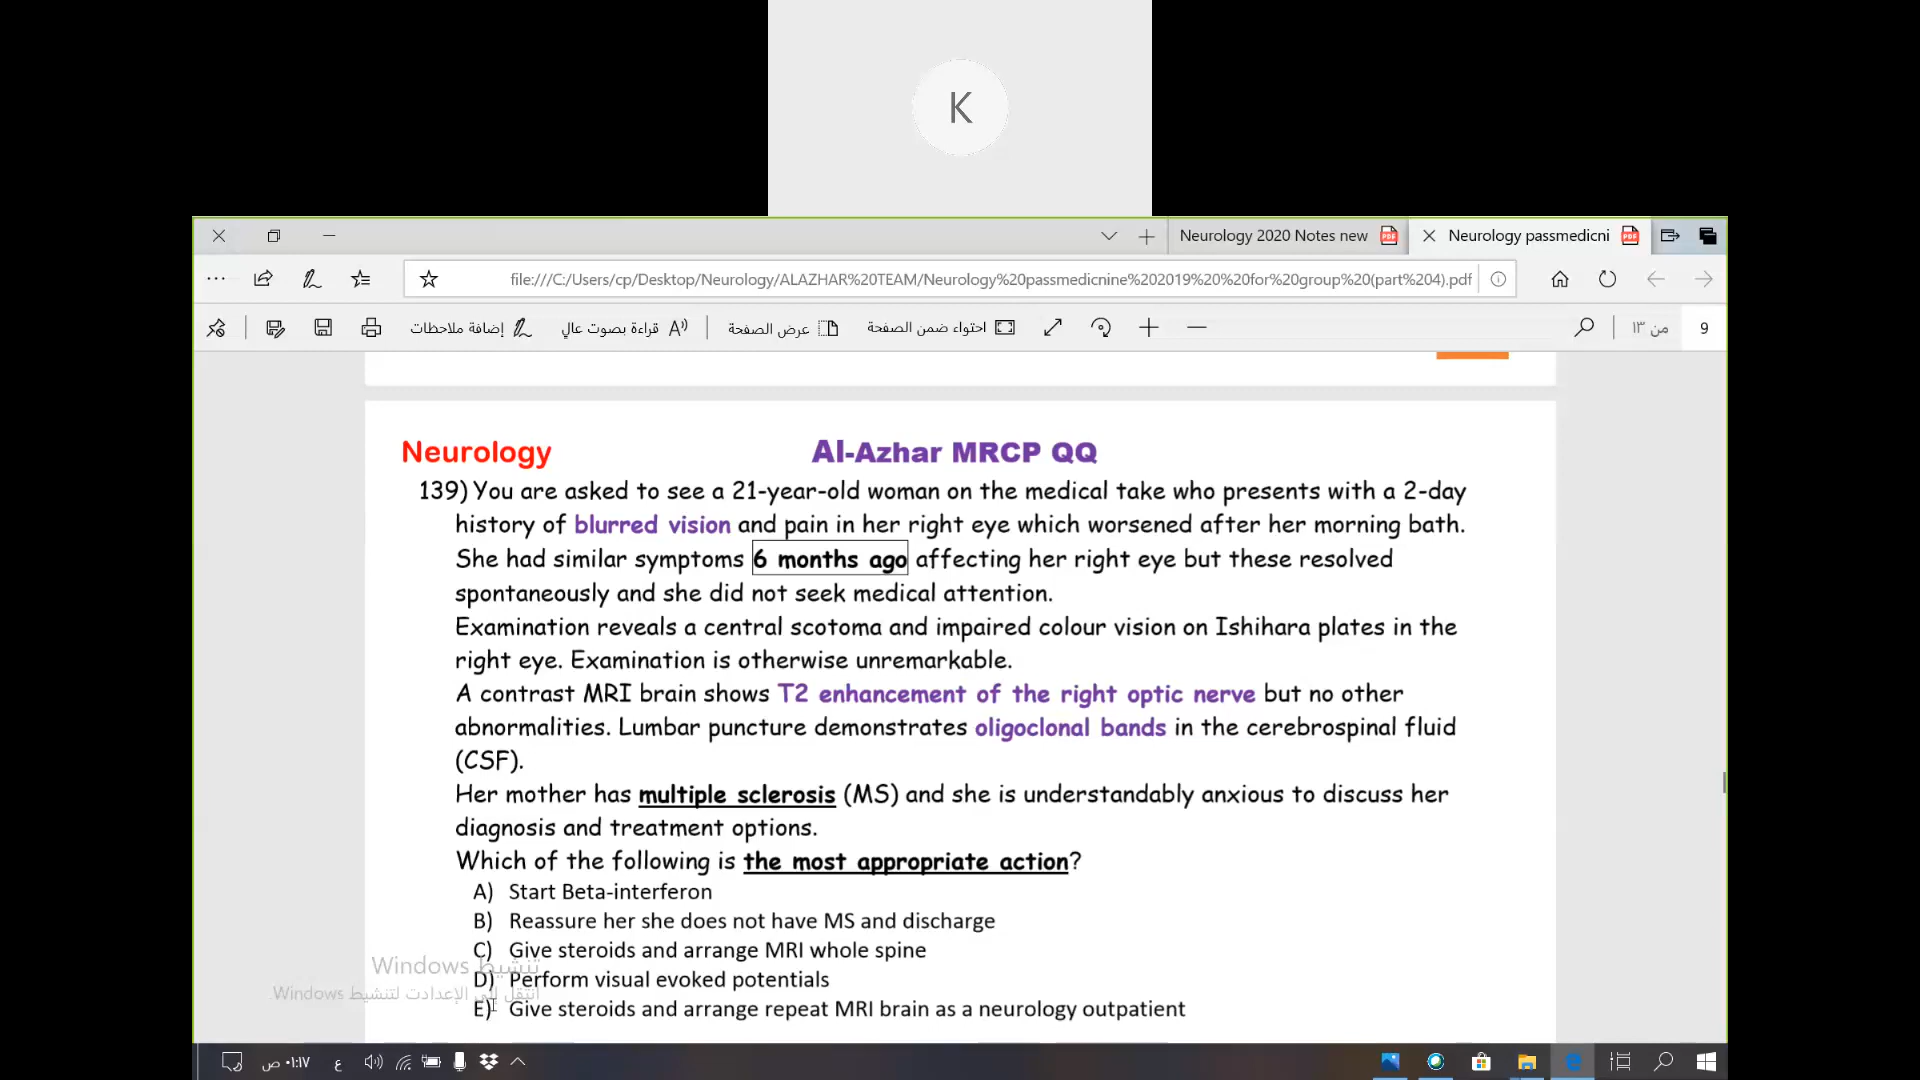 K
Neurology 2020 Notes new
Neurology passmedicni
file:///C:/Users/cp/Desktop/Neurology/ALAZHAR%20TEAM/Neurology%20passmedicnine%202019%20%20for%20group%20(part%204).pdf
إضافة ملاحظات
قراءة بصوت عالٍ
عرض الصفحة
احتواء ضمن الصفحة
من ١٣
9
Neurology
Al-Azhar MRCP QQ
139) You are asked to see a 21-year-old woman on the medical take who presents with a 2-day
history of blurred vision and pain in her right eye which worsened after her morning bath.
She had similar symptoms 6 months ago affecting her right eye but these resolved
spontaneously and she did not seek medical attention.
Examination reveals a central scotoma and impaired colour vision on Ishihara plates in the
right eye. Examination is otherwise unremarkable.
A contrast MRI brain shows T2 enhancement of the right optic nerve but no other
abnormalities. Lumbar puncture demonstrates oligoclonal bands in the cerebrospinal fluid
(CSF).
Her mother has multiple sclerosis (MS) and she is understandably anxious to discuss her
diagnosis and treatment options.
Which of the following is the most appropriate action?
A) Start Beta-interferon
B) Reassure her she does not have MS and discharge
C) Give steroids and arrange MRI whole spine
D) Perform visual evoked potentials
E) Give steroids and arrange repeat MRI brain as a neurology outpatient
تنشيط Windows
انتقل إلى الإعدادت لتنشيط Windows.
٠١:١٧ ص
ع